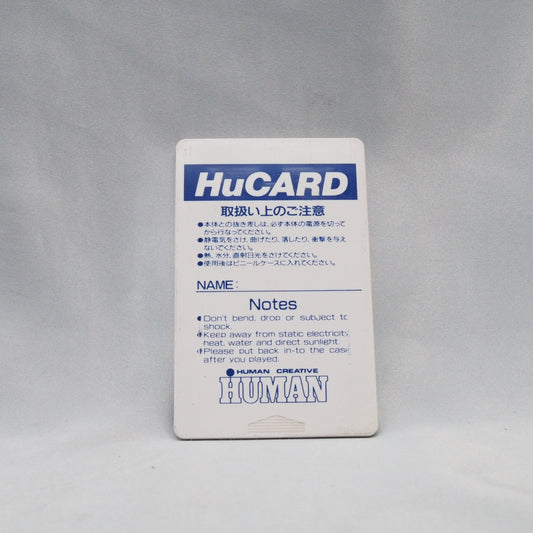 HuCARD
取扱い上のご注意
●本体との抜き差しは、必ず本体の電源を切って
から行なってください。
●静電気をさけ、曲げたり、落したり、衝撃を与え
ないでください。
●熱、水分、直射日光をさけてください。
●使用後はビニールケースに入れてください。
NAME:
Notes
●Don't bend, drop or subject to
shock.
●Keep away from static electricity,
heat, water and direct sunlight.
●Please put back in-to the case
after you played.
HUMAN CREATIVE
HUMAN